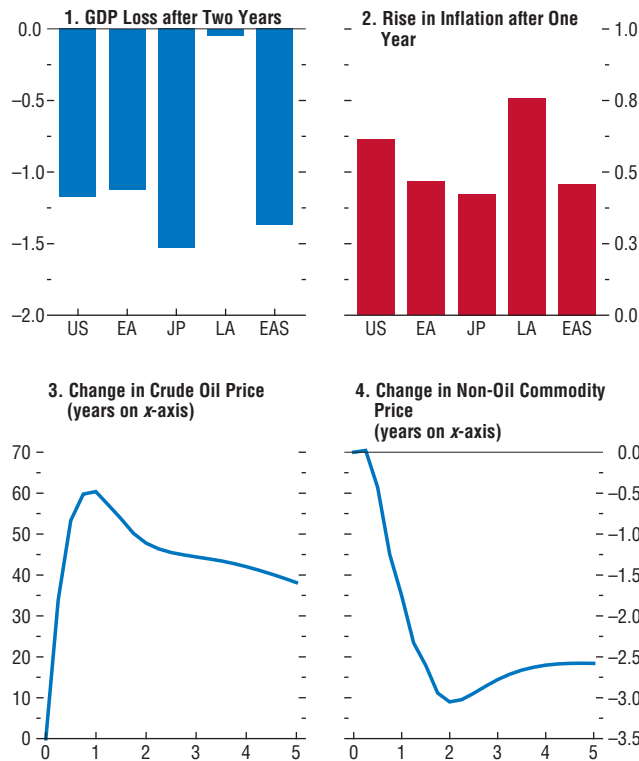 1. GDP Loss after Two Years
0.0
–0.5
–1.0
–1.5
–2.0
US EA JP LA EAS
2. Rise in Inflation after One
Year
1.0
0.8
0.5
0.3
0.0
US EA JP LA EAS
3. Change in Crude Oil Price
(years on x-axis)
70
60
50
40
30
20
10
0
0 1 2 3 4 5
4. Change in Non-Oil Commodity
Price
(years on x-axis)
0.0
–0.5
–1.0
–1.5
–2.0
–2.5
–3.0
–3.5
0 1 2 3 4 5